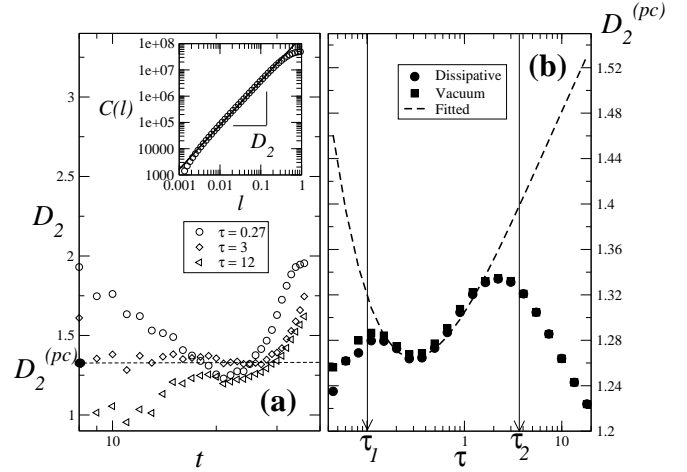 D_2^(pc)
(b)
Dissipative
Vacuum
Fitted
1.52
1.48
1.44
1.4
1.36
1.32
1.28
1.24
1.2
1
10
τ_1
τ
τ_2
3
2.5
2.25
2
1.5
1
D_2
D_2^(pc)
1e+08
1e+07
1e+06
1e+05
10000
1000
C(l)
D_2
0.001
0.01
0.1
1
l
τ = 0.27
τ = 3
τ = 12
(a)
10
t